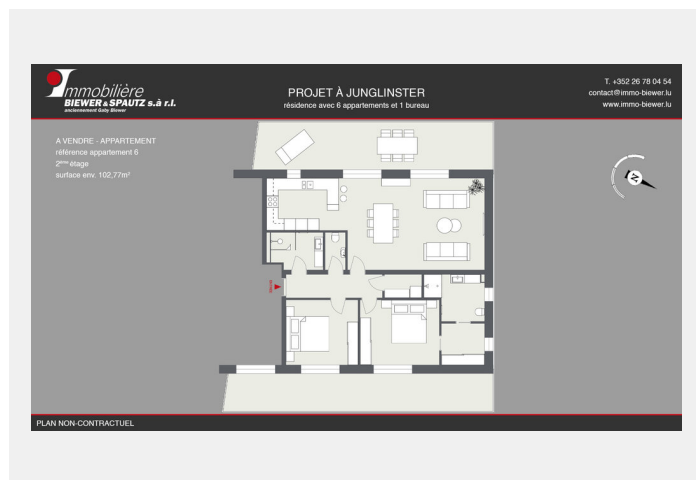 Immobilière
BIEWER & SPAUTZ s.à r.l.
anciennement Gaby Biewer
PROJET À JUNGLINSTER
résidence avec 6 appartements et 1 bureau
T. +352 26 78 04 54
contact@immo-biewer.lu
www.immo-biewer.lu
A VENDRE - APPARTEMENT
référence appartement 6
2ème étage
surface env. 102,77m²
N
PLAN NON-CONTRACTUEL